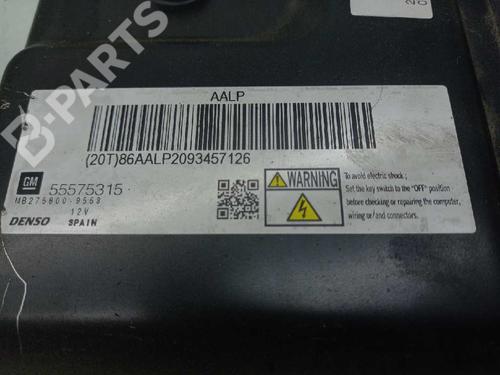 B-PARTS
AALP
(20T)86AALP2093457126
GM
55575315
MB275800-9563
12V
DENSO
SPAIN
WARNING
To avoid electric shock ;
Set the key switch to the "OFF" position
before checking or repairing the computer,
wiring or/and connectors.